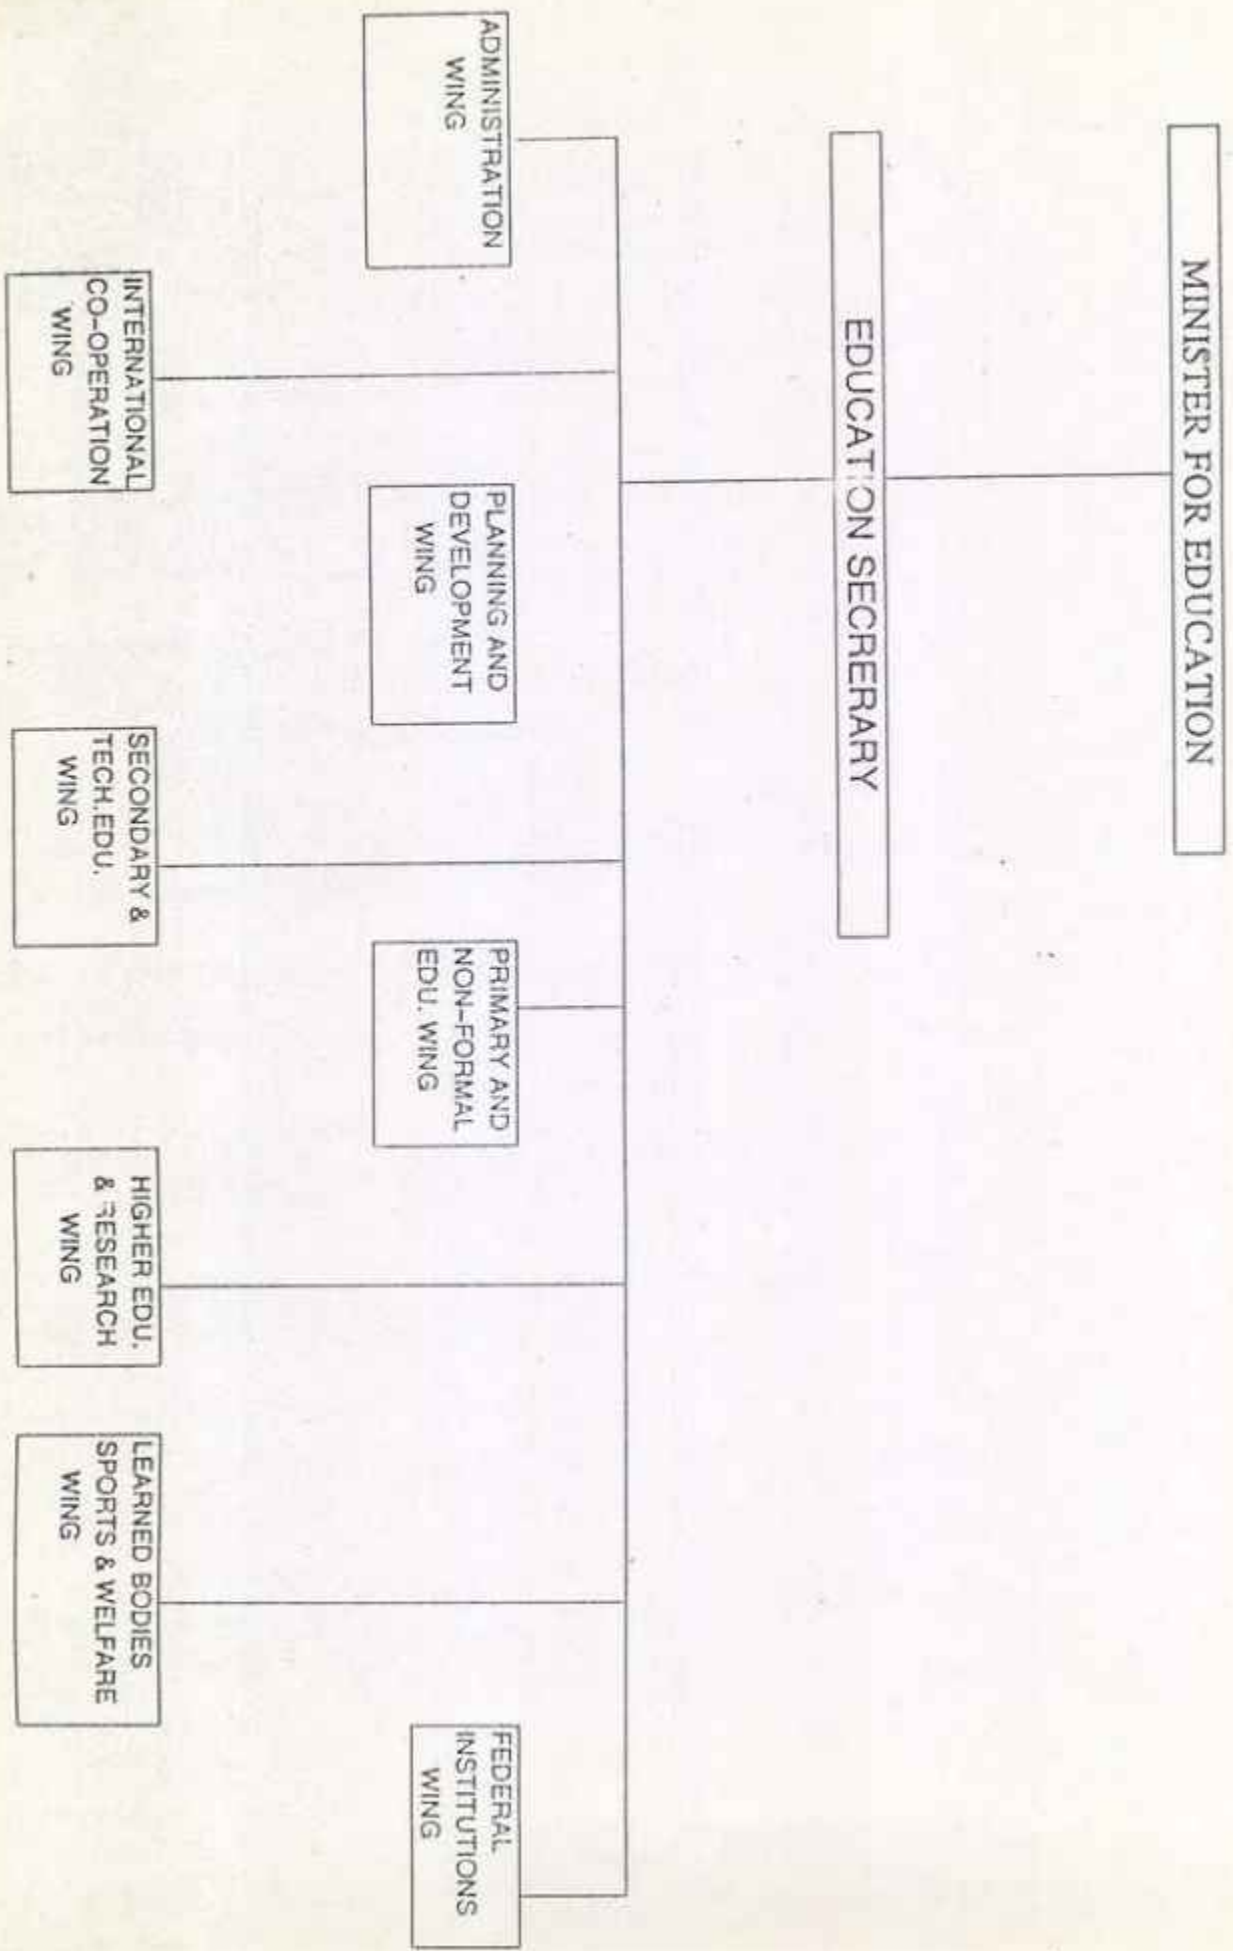 MINISTER FOR EDUCATION
EDUCATION SECRERARY
ADMINISTRATION
WING
PLANNING AND
DEVELOPMENT
WING
PRIMARY AND
NON-FORMAL
EDU. WING
FEDERAL
INSTITUTIONS
WING
INTERNATIONAL
CO-OPERATION
WING
SECONDARY &
TECH.EDU.
WING
HIGHER EDU.
& RESEARCH
WING
LEARNED BODIES
SPORTS & WELFARE
WING